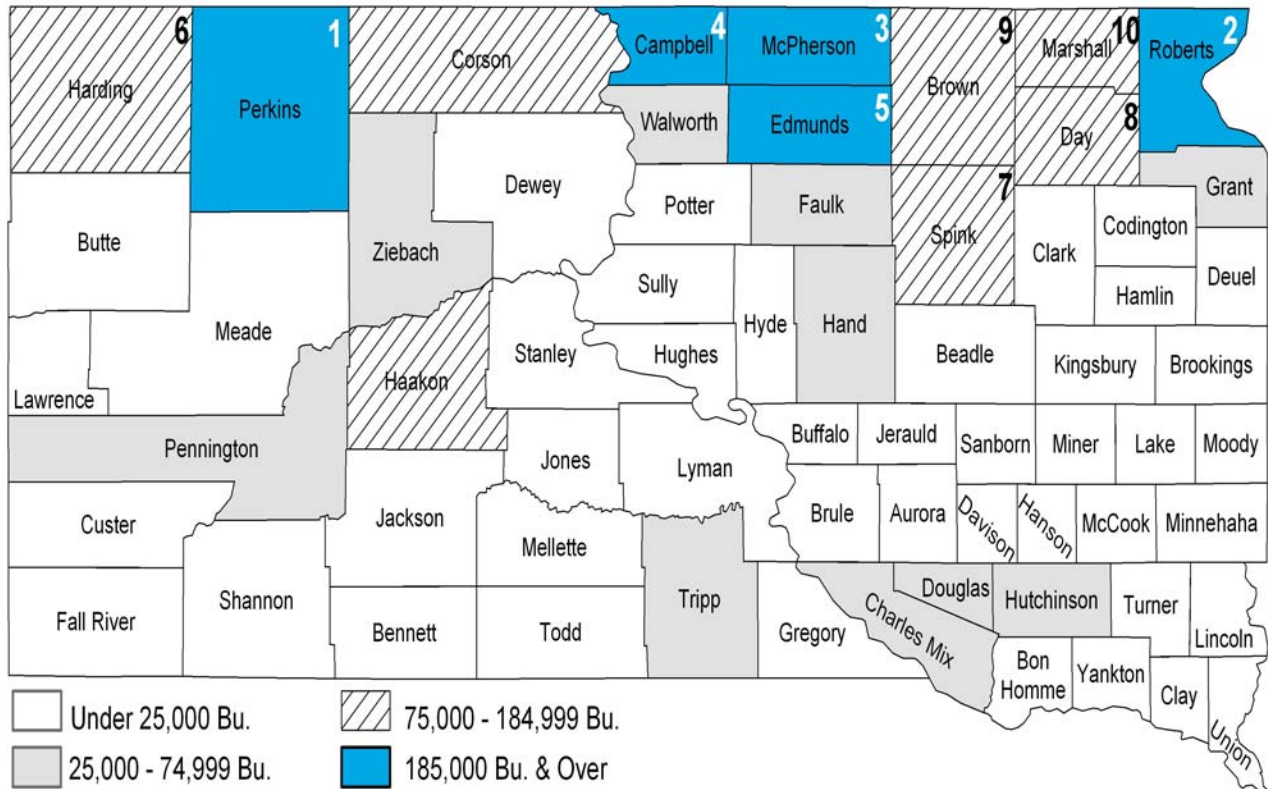 6
1
4
3
9
10
2
Harding
Perkins
Corson
Campbell
McPherson
Brown
Marshall
Roberts
Walworth
Edmunds
5
8
Day
Dewey
Potter
Faulk
7
Spink
Grant
Butte
Ziebach
Clark
Codington
Sully
Hyde
Hand
Hamlin
Deuel
Meade
Stanley
Hughes
Beadle
Kingsbury
Brookings
Haakon
Lawrence
Pennington
Jones
Lyman
Buffalo
Jerauld
Sanborn
Miner
Lake
Moody
Custer
Jackson
Mellette
Brule
Aurora
Davison
Hanson
McCook
Minnehaha
Fall River
Shannon
Bennett
Todd
Tripp
Gregory
Charles Mix
Douglas
Hutchinson
Turner
Lincoln
Bon
Homme
Yankton
Clay
Union
Under 25,000 Bu.
75,000 - 184,999 Bu.
25,000 - 74,999 Bu.
185,000 Bu. & Over